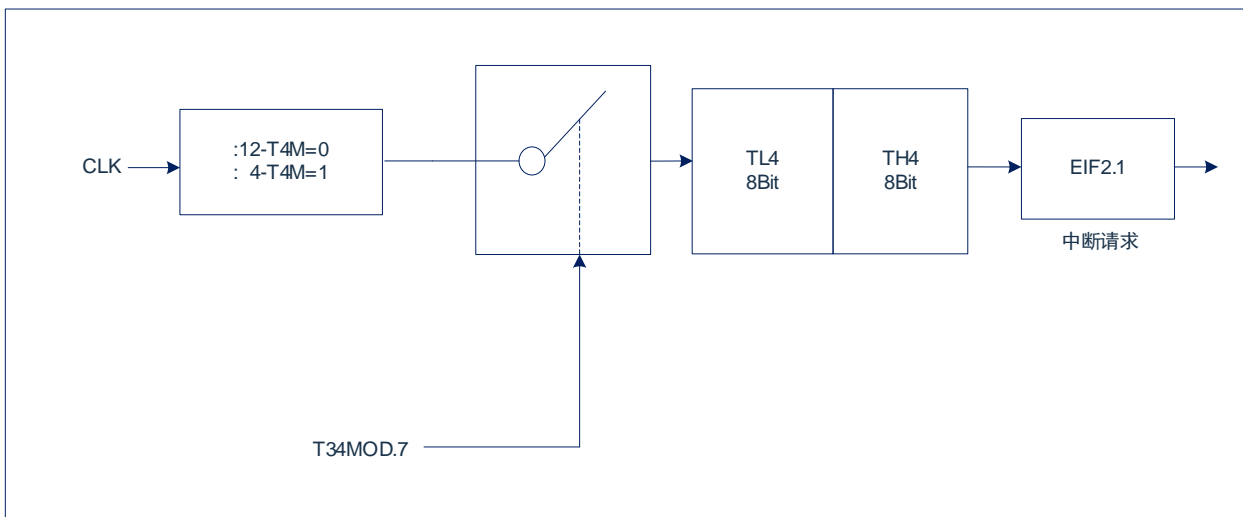 CLK
:12-T4M=0
: 4-T4M=1
TL4
8Bit
TH4
8Bit
EIF2.1
中断请求
T34MOD.7